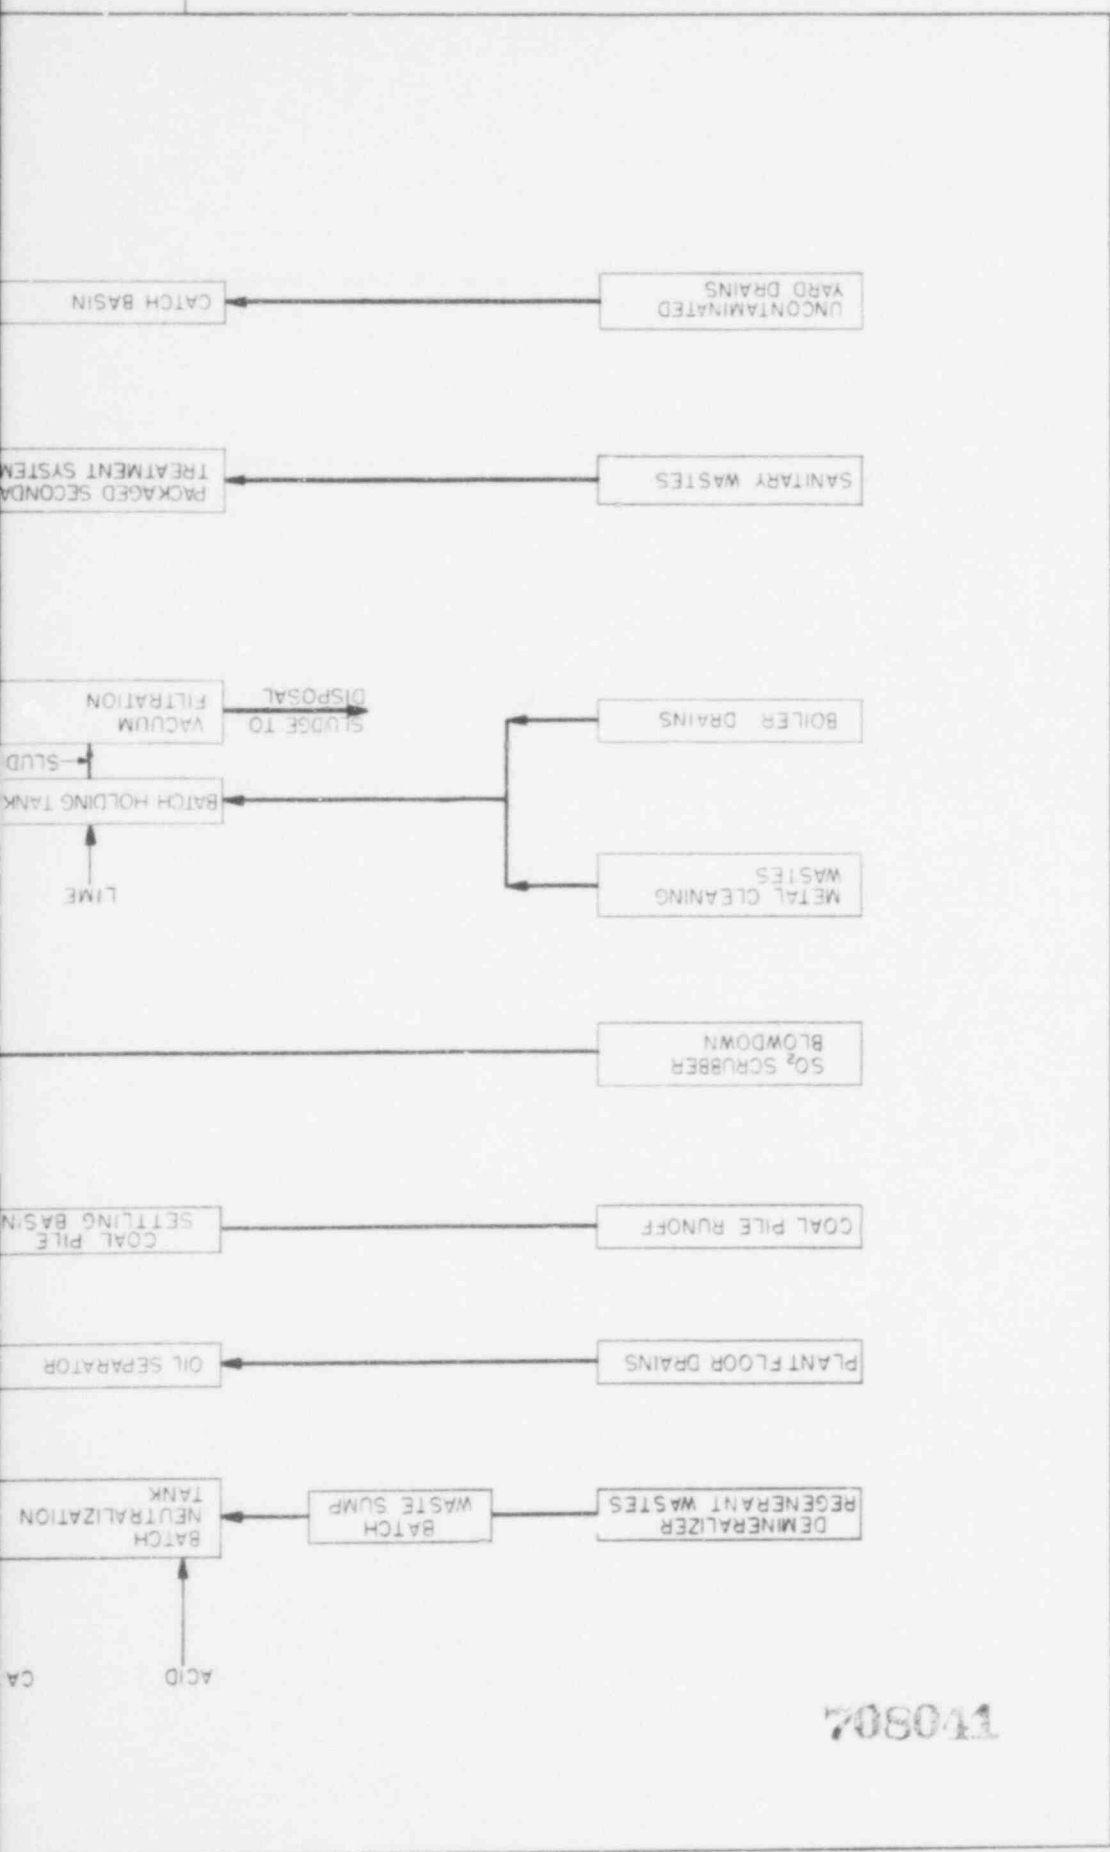 708041
ACID
CA
DEMINERALIZER
REGENERANT WASTES
BATCH
WASTE SUMP
BATCH
NEUTRALIZATION
TANK
PLANT FLOOR DRAINS
OIL SEPARATOR
COAL PILE RUNOFF
COAL PILE
SETTLING BASIN
SO₂ SCRUBBER
BLOWDOWN
METAL CLEANING
WASTES
LIME
BATCH HOLDING TANK
SLUD
BOILER DRAINS
SLUDGE TO
DISPOSAL
VACUUM
FILTRATION
SANITARY WASTES
PACKAGED SECONDA
TREATMENT SYSTEM
UNCONTAMINATED
YARD DRAINS
CATCH BASIN